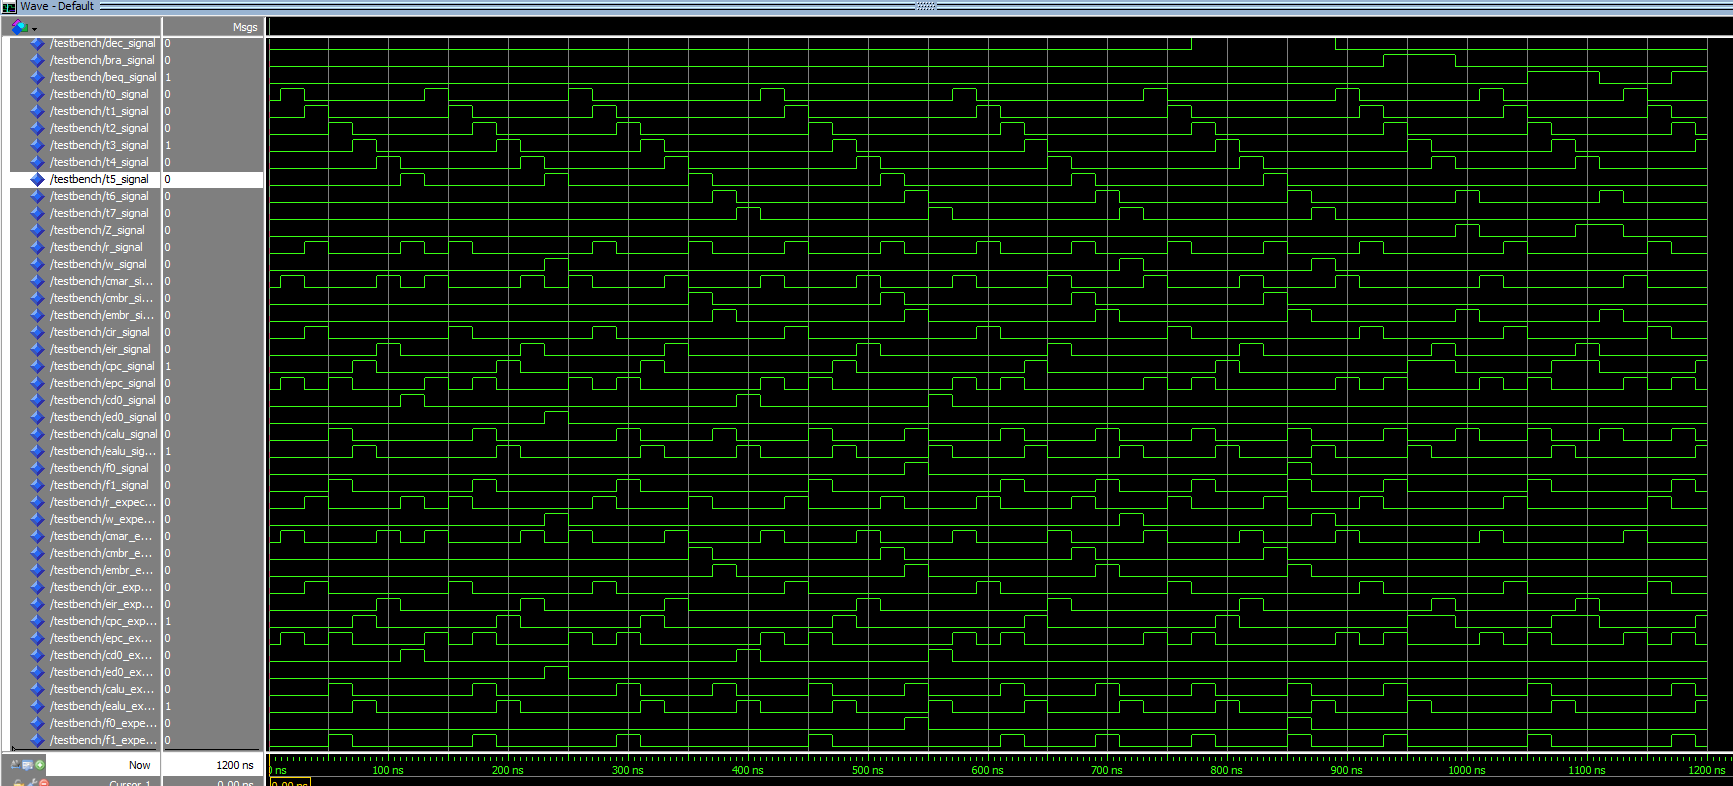 Wave - Default
Msgs
/testbench/dec_signal 0
/testbench/bra_signal 0
/testbench/beq_signal 1
/testbench/t0_signal 0
/testbench/t1_signal 0
/testbench/t2_signal 0
/testbench/t3_signal 1
/testbench/t4_signal 0
/testbench/t5_signal 0
/testbench/t6_signal 0
/testbench/t7_signal 0
/testbench/Z_signal 0
/testbench/r_signal 0
/testbench/w_signal 0
/testbench/cmar_si... 0
/testbench/cmbr_si... 0
/testbench/embr_si... 0
/testbench/cir_signal 0
/testbench/eir_signal 0
/testbench/cpc_signal 1
/testbench/epc_signal 0
/testbench/cd0_signal 0
/testbench/ed0_signal 0
/testbench/calu_signal 0
/testbench/ealu_sig... 1
/testbench/f0_signal 0
/testbench/f1_signal 0
/testbench/r_expec... 0
/testbench/w_expe... 0
/testbench/cmar_e... 0
/testbench/cmbr_e... 0
/testbench/embr_e... 0
/testbench/cir_exp... 0
/testbench/eir_exp... 0
/testbench/cpc_exp... 1
/testbench/epc_ex... 0
/testbench/cd0_ex... 0
/testbench/ed0_ex... 0
/testbench/calu_ex... 0
/testbench/ealu_ex... 1
/testbench/f0_expe... 0
/testbench/f1_expe... 0
Now 1200 ns
ns 100 ns 200 ns 300 ns 400 ns 500 ns 600 ns 700 ns 800 ns 900 ns 1000 ns 1100 ns 1200 ns
Cursor 1 0.00 ns 0.00 ns